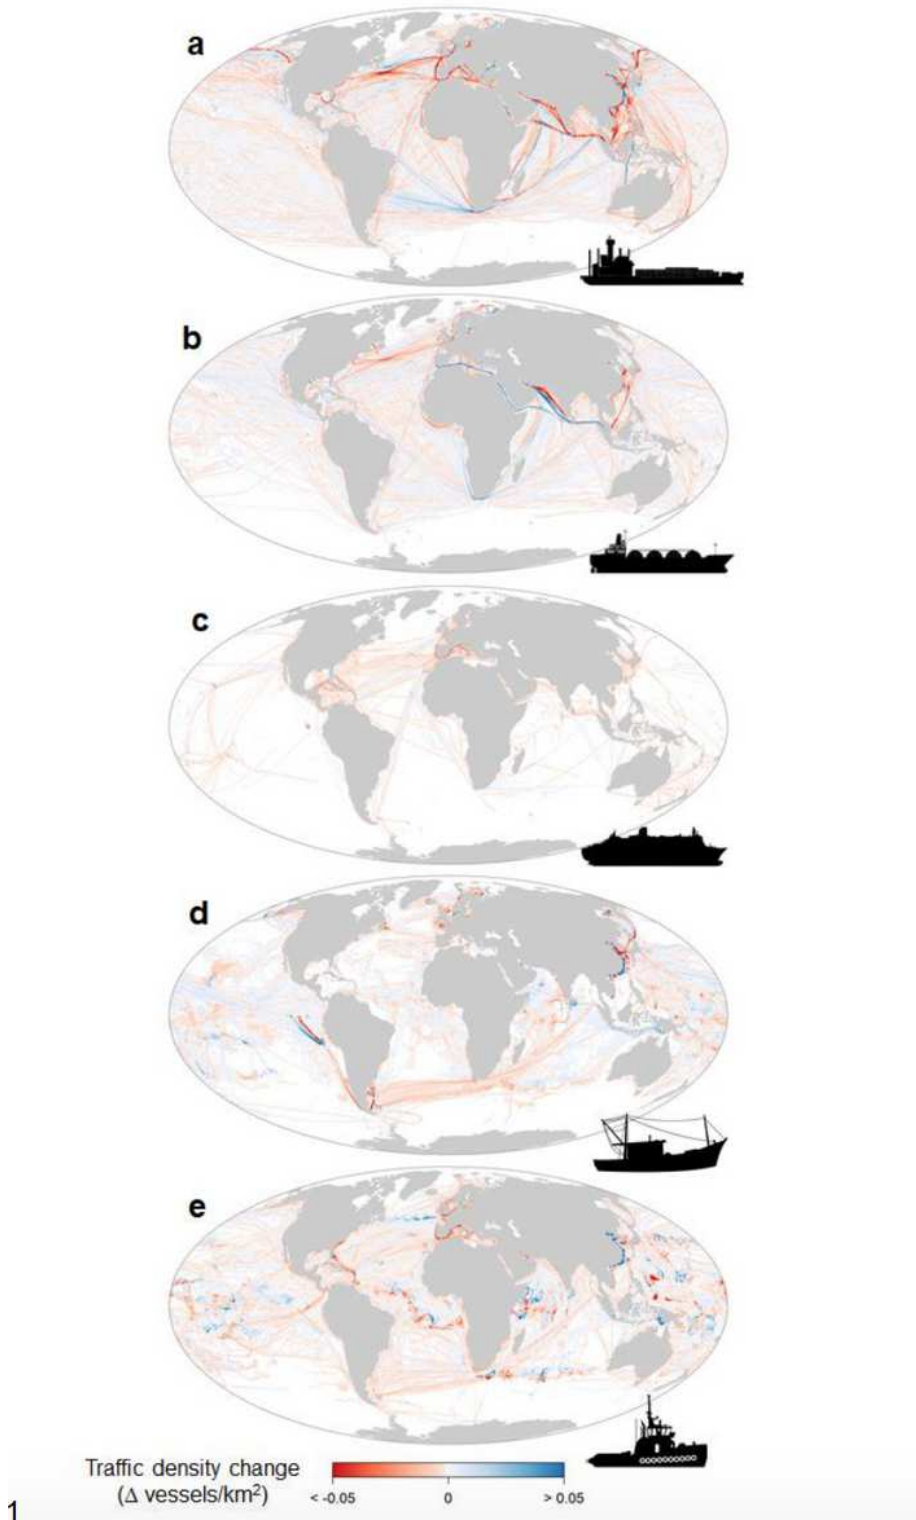 a
b
c
d
e
Traffic density change
(Δ vessels/km²)
< -0.05 0 > 0.05
1